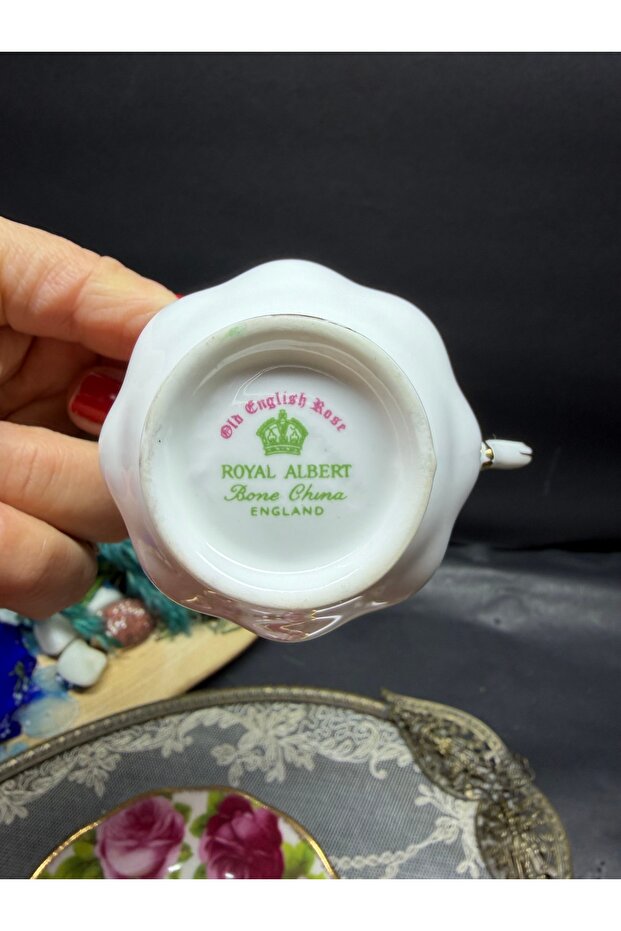 Old English Rose
ROYAL ALBERT
Bone China
ENGLAND